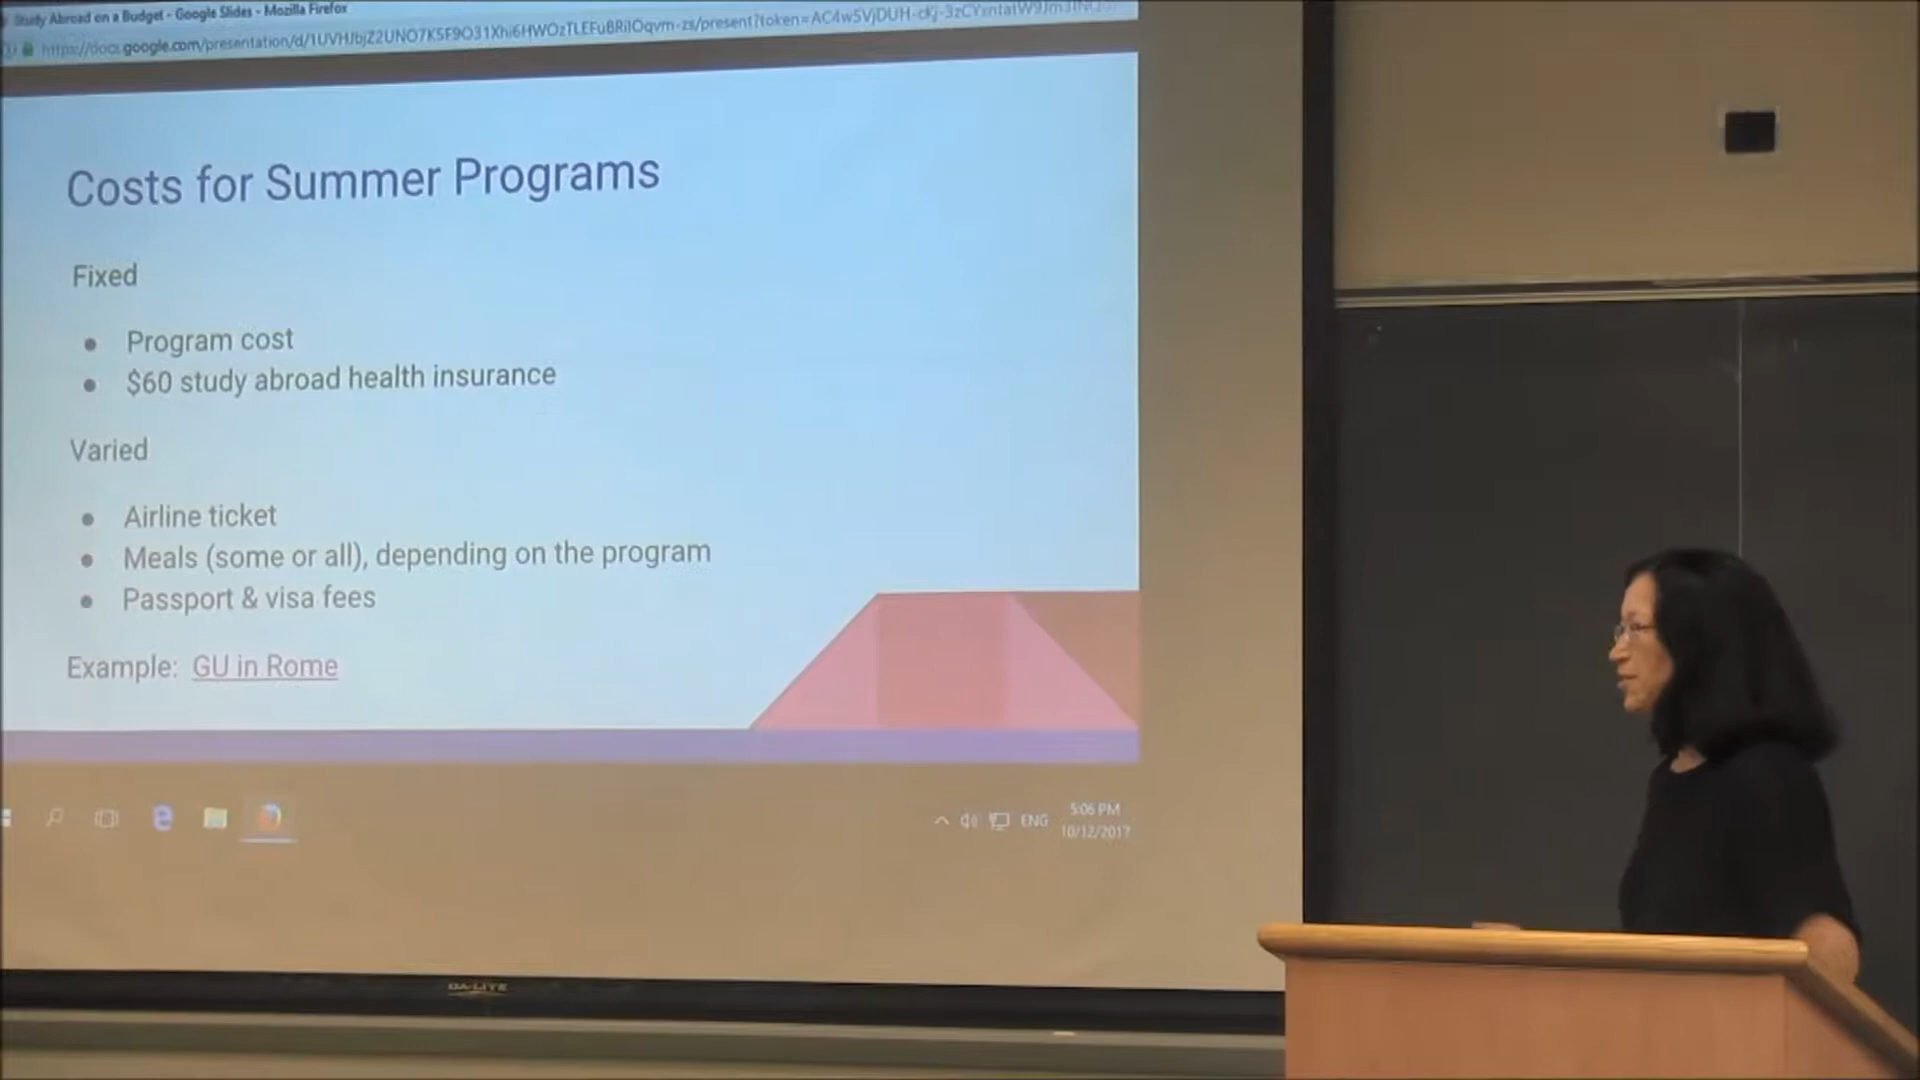 Study Abroad on a Budget - Google Slides - Mozilla Firefox
Costs for Summer Programs
Fixed
● Program cost
● $60 study abroad health insurance
Varied
● Airline ticket
● Meals (some or all), depending on the program
● Passport & visa fees
Example: GU in Rome
ENG
5:06 PM
10/12/2017
DA-LITE